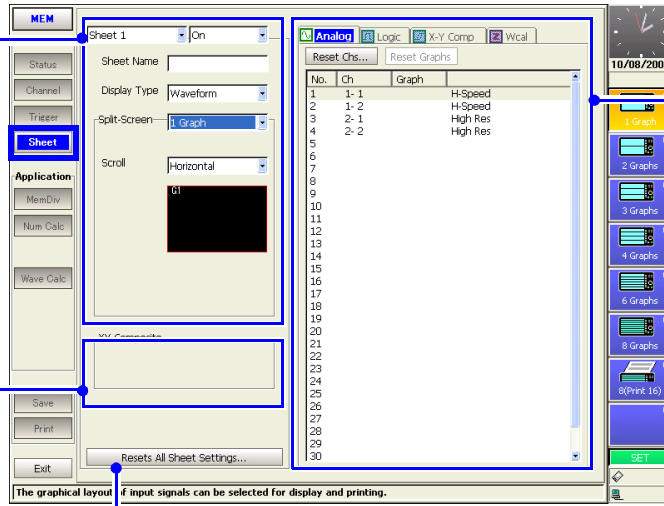 MEM
Status
Channel
Trigger
Sheet
Application
MemDiv
Num Calc
Wave Calc
Save
Print
Exit
Sheet 1 On
Sheet Name
Display Type Waveform
Split-Screen 1 Graph
Scroll Horizontal
G1
XY Composite
Resets All Sheet Settings...
Analog Logic X-Y Comp Wcal
Reset Chs... Reset Graphs
No. Ch Graph
1 1- 1 H-Speed
2 1- 2 H-Speed
3 2- 1 High Res
4 2- 2 High Res
5
6
7
8
9
10
11
12
13
14
15
16
17
18
19
20
21
22
23
24
25
26
27
28
29
30
10/08/200
1 Graph
2 Graphs
3 Graphs
4 Graphs
6 Graphs
8 Graphs
8(Print 16)
SET
The graphical layout of input signals can be selected for display and printing.